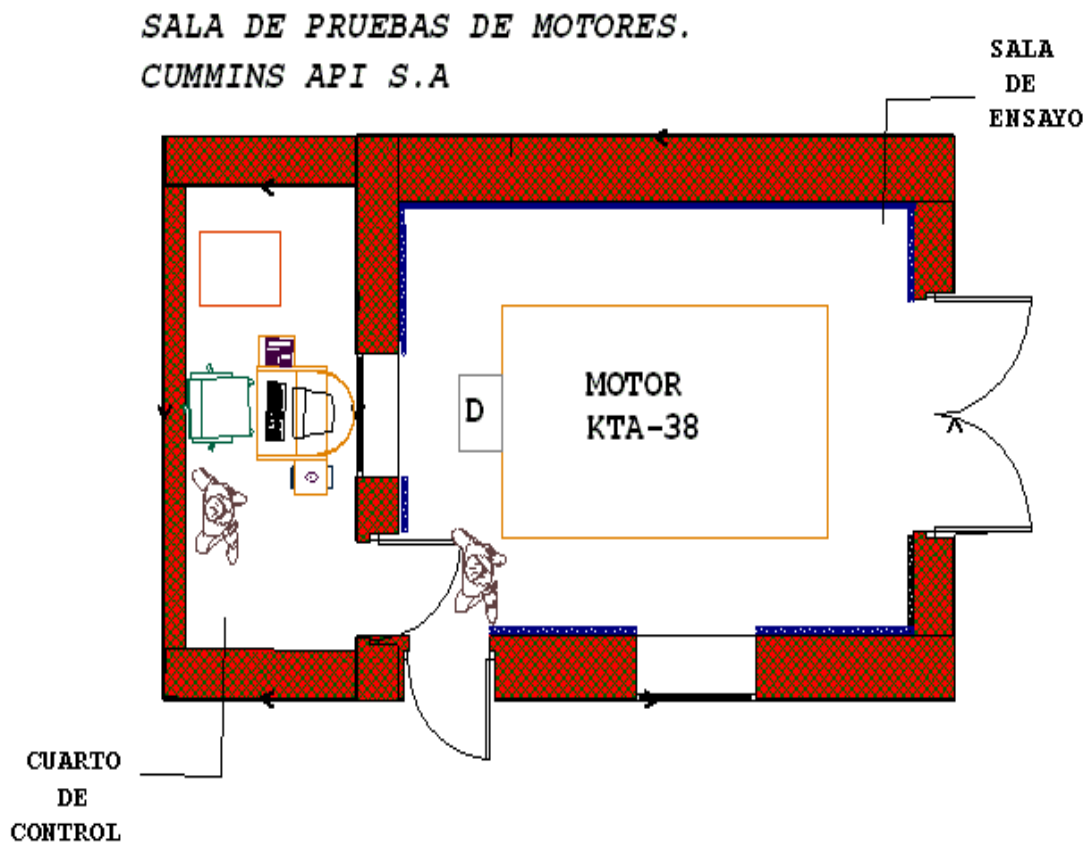 SALA DE PRUEBAS DE MOTORES.
CUMMINS API S.A
SALA
DE
ENSAYO
MOTOR
KTA-38
D
CUARTO
DE
CONTROL